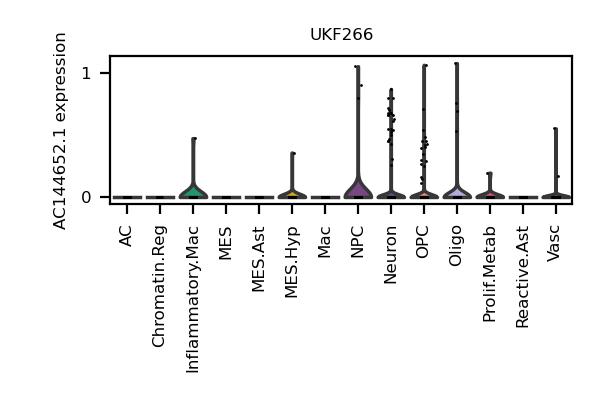 UKF266
AC144652.1 expression
1
0
AC
Chromatin.Reg
Inflammatory.Mac
MES
MES.Ast
MES.Hyp
Mac
NPC
Neuron
OPC
Oligo
Prolif.Metab
Reactive.Ast
Vasc